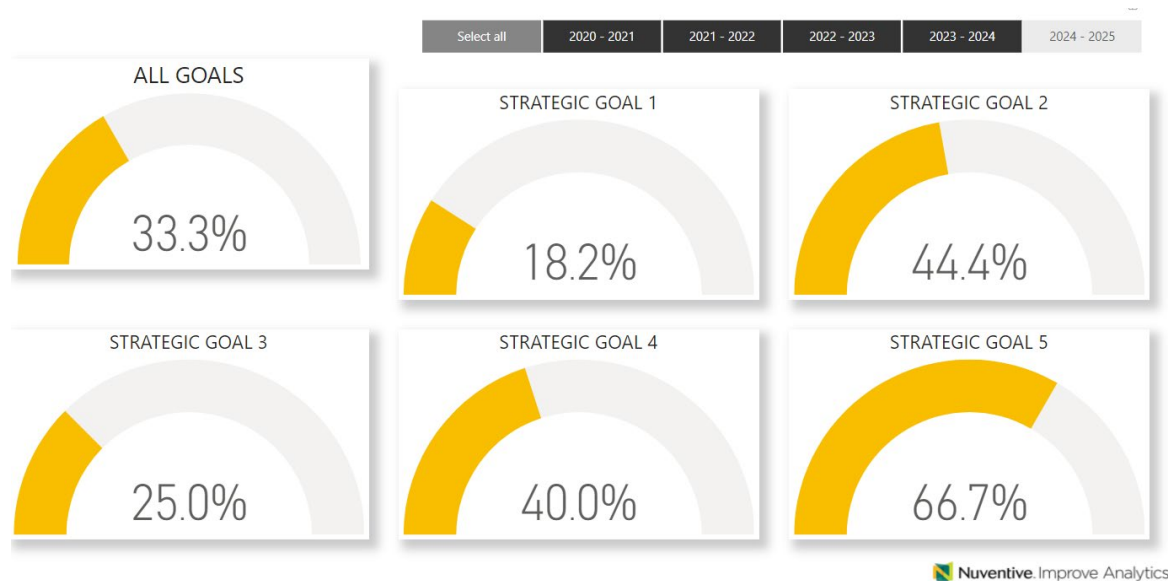 Select all 2020 - 2021 2021 - 2022 2022 - 2023 2023 - 2024 2024 - 2025
ALL GOALS
33.3%
STRATEGIC GOAL 1
18.2%
STRATEGIC GOAL 2
44.4%
STRATEGIC GOAL 3
25.0%
STRATEGIC GOAL 4
40.0%
STRATEGIC GOAL 5
66.7%
Nuventive. Improve Analytics